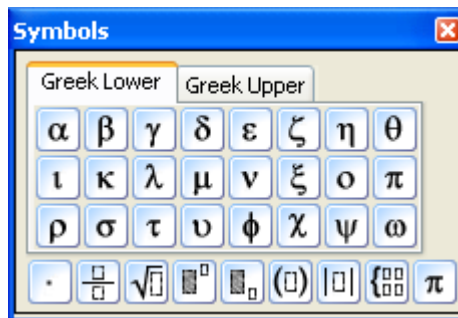 Symbols
Greek Lower Greek Upper
α β γ δ ε ζ η θ
ι κ λ μ ν ξ ο π
ρ σ τ υ ϕ χ ψ ω
· √ ( ) | | { π